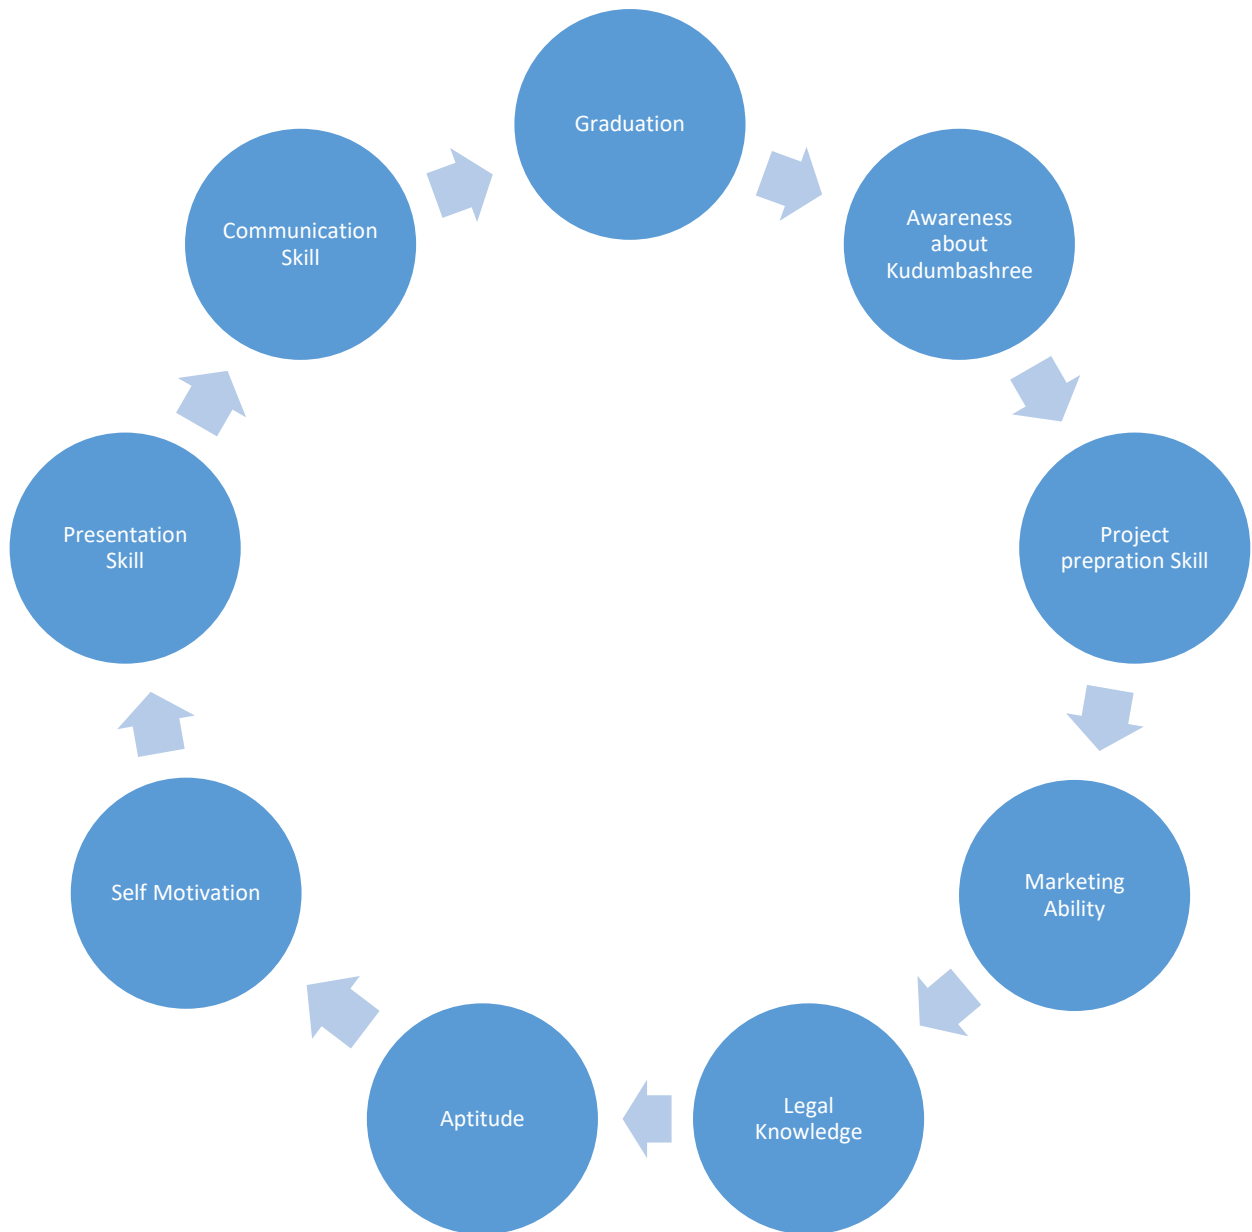 Graduation
Awareness
about
Kudumbashree
Project
prepration Skill
Marketing
Ability
Legal
Knowledge
Aptitude
Self Motivation
Presentation
Skill
Communication
Skill